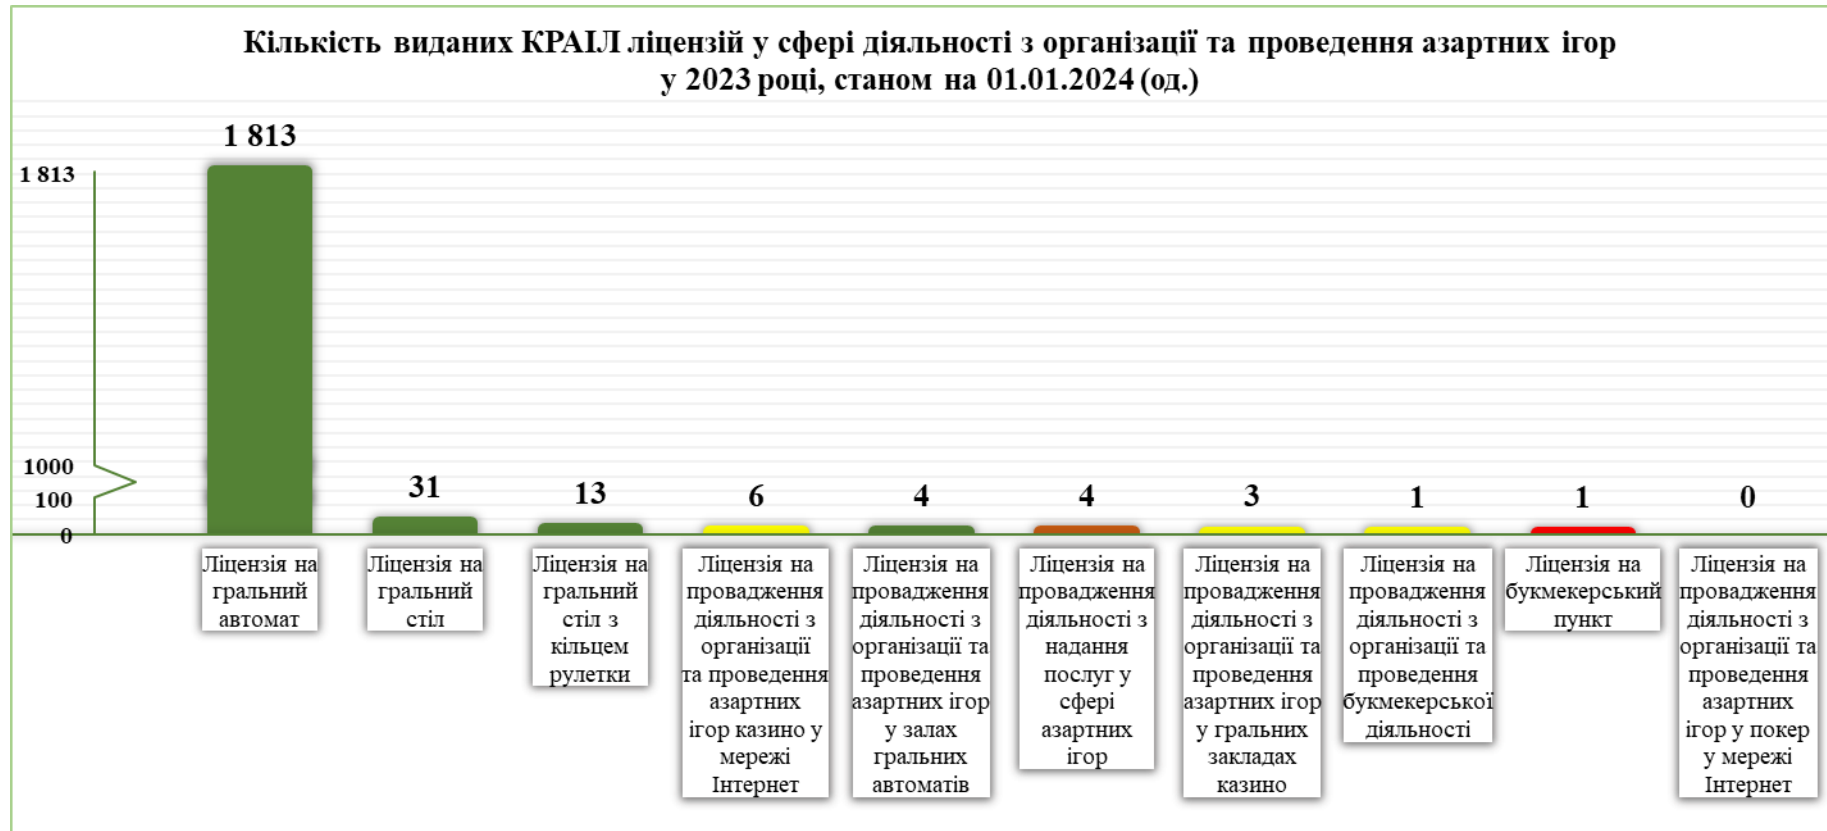 Кількість виданих КРАІЛ ліцензій у сфері діяльності з організації та проведення азартних ігор
у 2023 році, станом на 01.01.2024 (од.)
1 813
1 813
1000
100
0
31
13
6
4
4
3
1
1
0
Ліцензія на
гральний
автомат
Ліцензія на
гральний
стіл
Ліцензія на
гральний
стіл з
кільцем
рулетки
Ліцензія на
провадження
діяльності з
організації
та проведення
азартних
ігор казино у
мережі
Інтернет
Ліцензія на
провадження
діяльності з
організації та
проведення
азартних ігор
у залах
гральних
автоматів
Ліцензія на
провадження
діяльності з
надання
послуг у
сфері
азартних
ігор
Ліцензія на
провадження
діяльності з
організації та
проведення
азартних ігор
у гральних
закладах
казино
Ліцензія на
провадження
діяльності з
організації та
проведення
букмекерської
діяльності
Ліцензія на
букмекерський
пункт
Ліцензія на
провадження
діяльності з
організації та
проведення
азартних
ігор у покер
у мережі
Інтернет